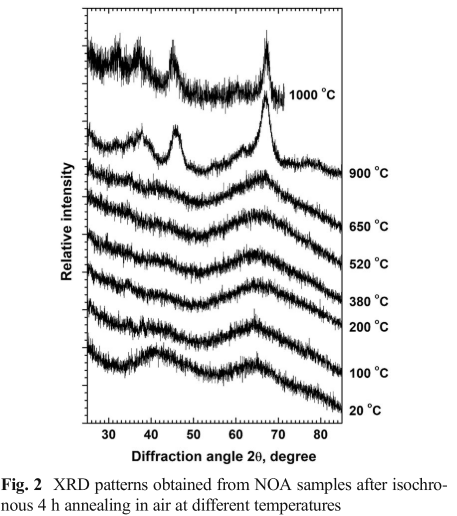 1000 °C
900 °C
650 °C
520 °C
380 °C
200 °C
100 °C
20 °C
Relative intensity
30 40 50 60 70 80
Diffraction angle 2θ, degree
Fig. 2 XRD patterns obtained from NOA samples after isochro-
nous 4 h annealing in air at different temperatures